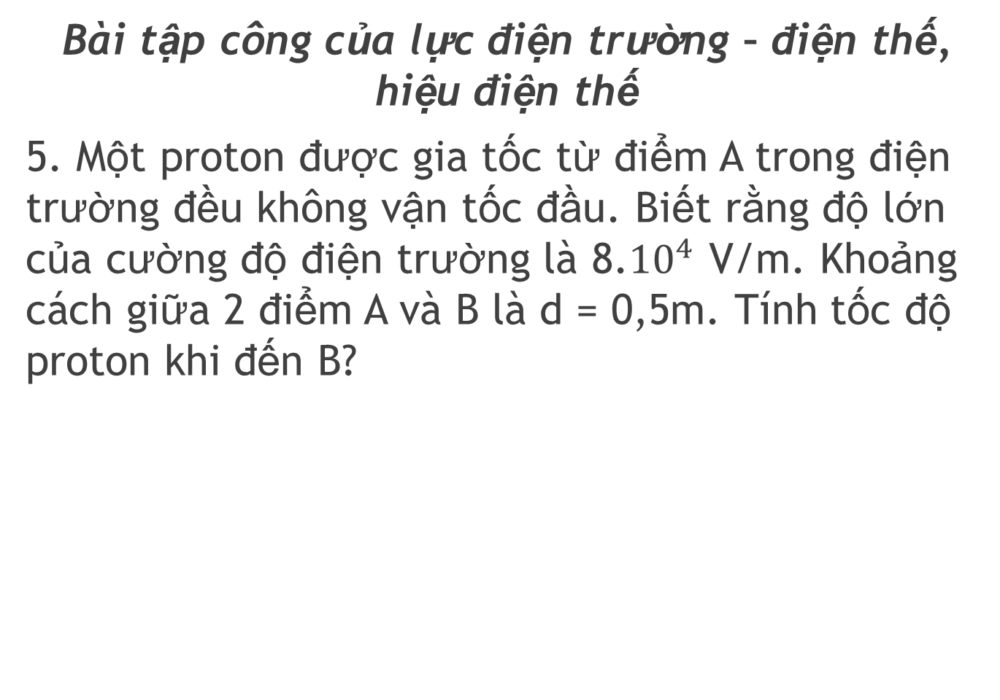 Bài tập công của lực điện trường – điện thế,
hiệu điện thế
5. Một proton được gia tốc từ điểm A trong điện
trường đều không vận tốc đầu. Biết rằng độ lớn
của cường độ điện trường là 8.10⁴ V/m. Khoảng
cách giữa 2 điểm A và B là d = 0,5m. Tính tốc độ
proton khi đến B?